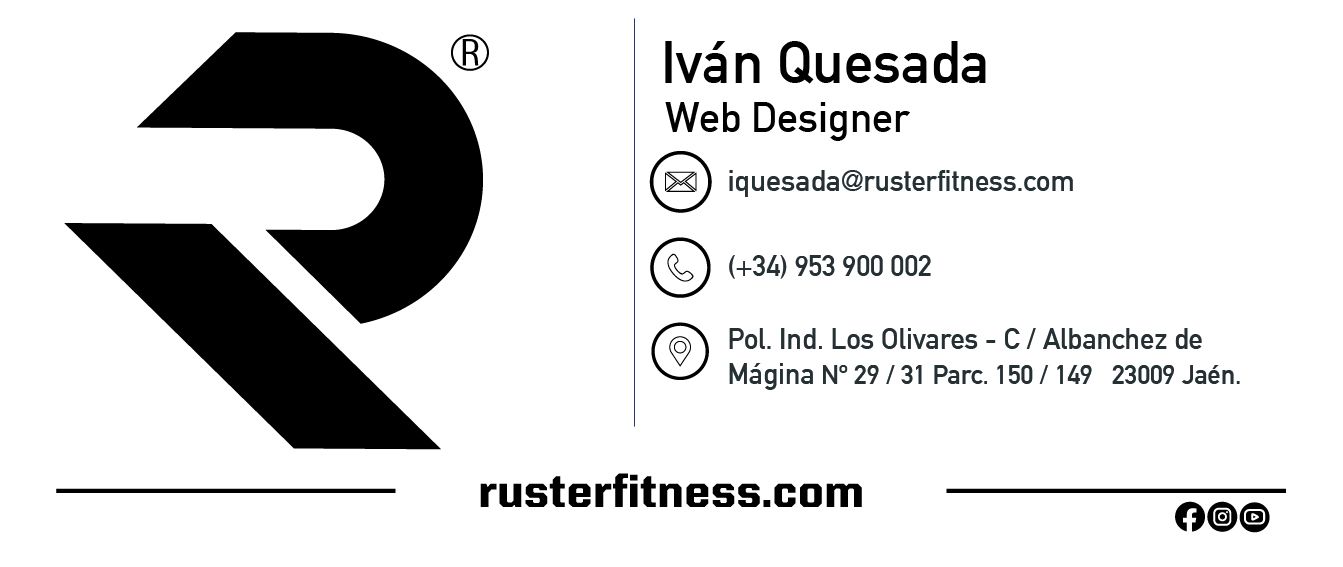 ®
Iván Quesada
Web Designer
iquesada@rusterfitness.com
(+34) 953 900 002
Pol. Ind. Los Olivares - C / Albanchez de
Mágina Nº 29 / 31 Parc. 150 / 149 23009 Jaén.
rusterfitness.com